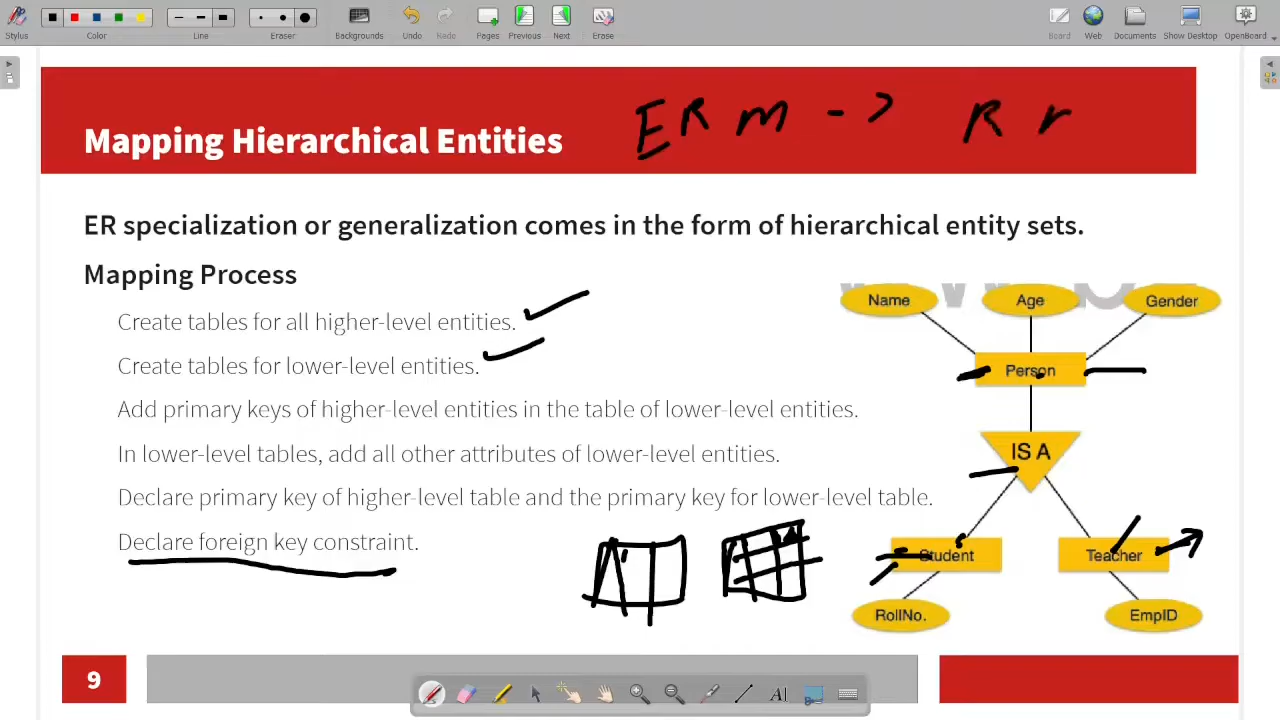 Stylus Color Line Eraser Backgrounds Undo Redo Pages Previous Next Erase Board Web Documents Show Desktop OpenBoard
Mapping Hierarchical Entities
ERM -> R r
ER specialization or generalization comes in the form of hierarchical entity sets.
Mapping Process
Create tables for all higher-level entities.
Create tables for lower-level entities.
Add primary keys of higher-level entities in the table of lower-level entities.
In lower-level tables, add all other attributes of lower-level entities.
Declare primary key of higher-level table and the primary key for lower-level table.
Declare foreign key constraint.
Name Age Gender
Person
IS A
Student Teacher
RollNo. EmpID
9